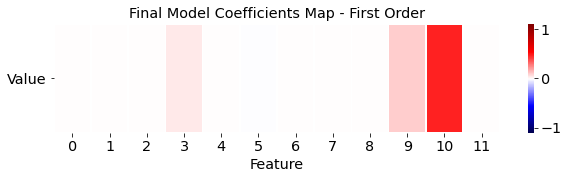 Final Model Coefficients Map - First Order
Value
0 1 2 3 4 5 6 7 8 9 10 11
Feature
1
0
−1